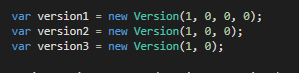 var version1 = new Version(1, 0, 0, 0);
var version2 = new Version(1, 0, 0);
var version3 = new Version(1, 0);